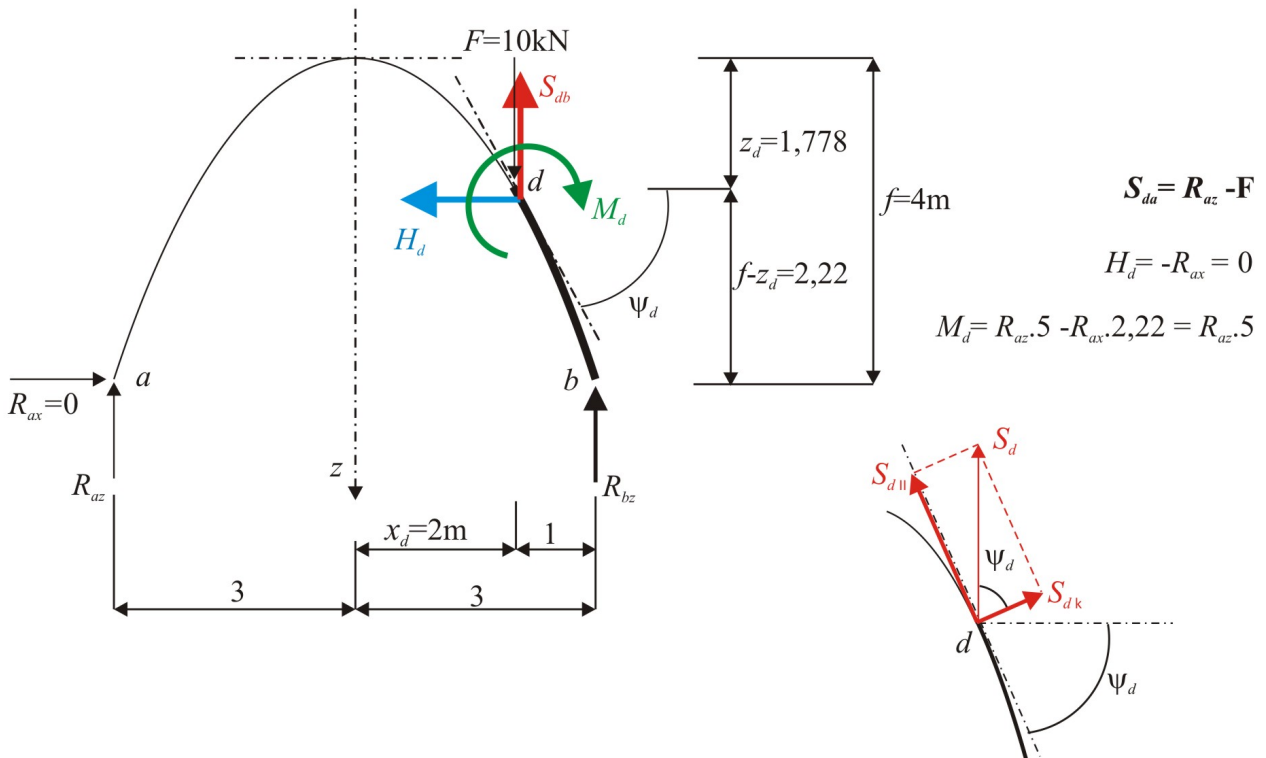 F=10kN
S_db
z_d=1,778
d
S_da= R_az -F
f=4m
M_d
H_d
H_d= -R_ax = 0
f-z_d=2,22
ψ_d
M_d= R_az.5 -R_ax.2,22 = R_az.5
a
b
R_ax=0
S_d
z
S_d॥
R_az
R_bz
x_d=2m
1
ψ_d
S_dk
3
3
d
ψ_d